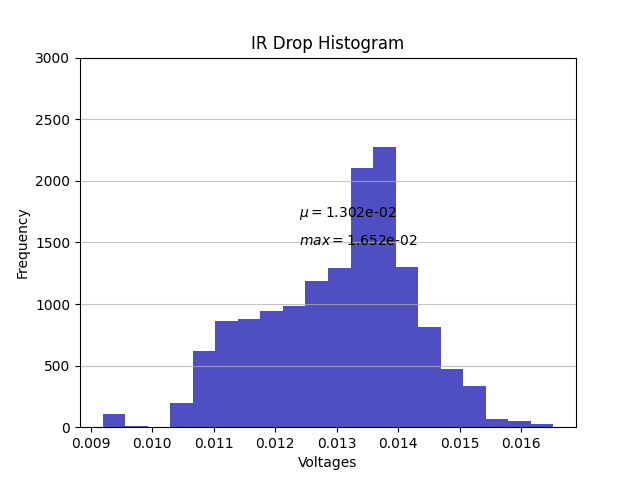 IR Drop Histogram
3000
2500
2000
1500
1000
500
0
Frequency
μ = 1.302e-02
max = 1.652e-02
0.009 0.010 0.011 0.012 0.013 0.014 0.015 0.016
Voltages